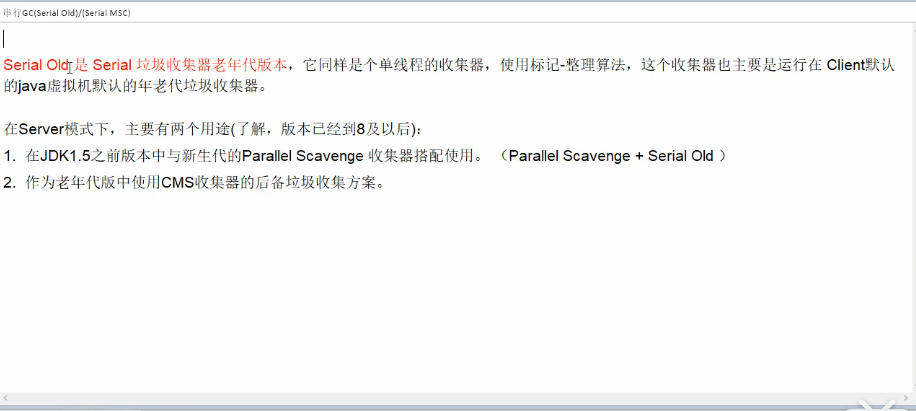 串行GC(Serial Old)/(Serial MSC)
Serial Old是 Serial 垃圾收集器老年代版本，它同样是个单线程的收集器，使用标记-整理算法，这个收集器也主要是运行在 Client默认
的java虚拟机默认的年老代垃圾收集器。
在Server模式下，主要有两个用途(了解，版本已经到8及以后):
1. 在JDK1.5之前版本中与新生代的Parallel Scavenge 收集器搭配使用。 （Parallel Scavenge + Serial Old ）
2. 作为老年代版中使用CMS收集器的后备垃圾收集方案。